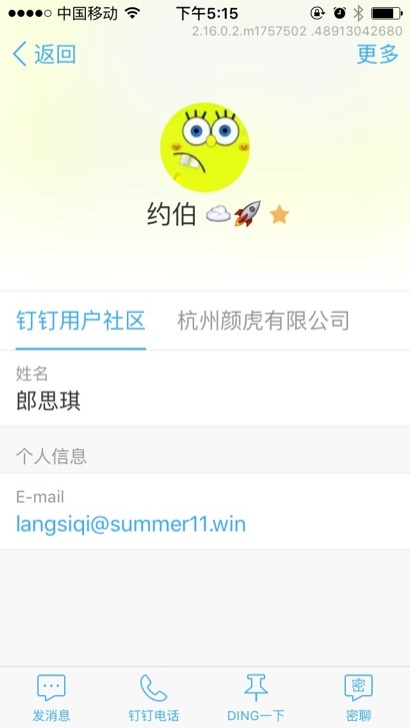 中国移动 下午5:15
2.16.0.2.m1757502 .48913042680
返回 更多
约伯
钉钉用户社区 杭州颜虎有限公司
姓名
郎思琪
个人信息
E-mail
langsiqi@summer11.win
密
发消息 钉钉电话 DING一下 密聊